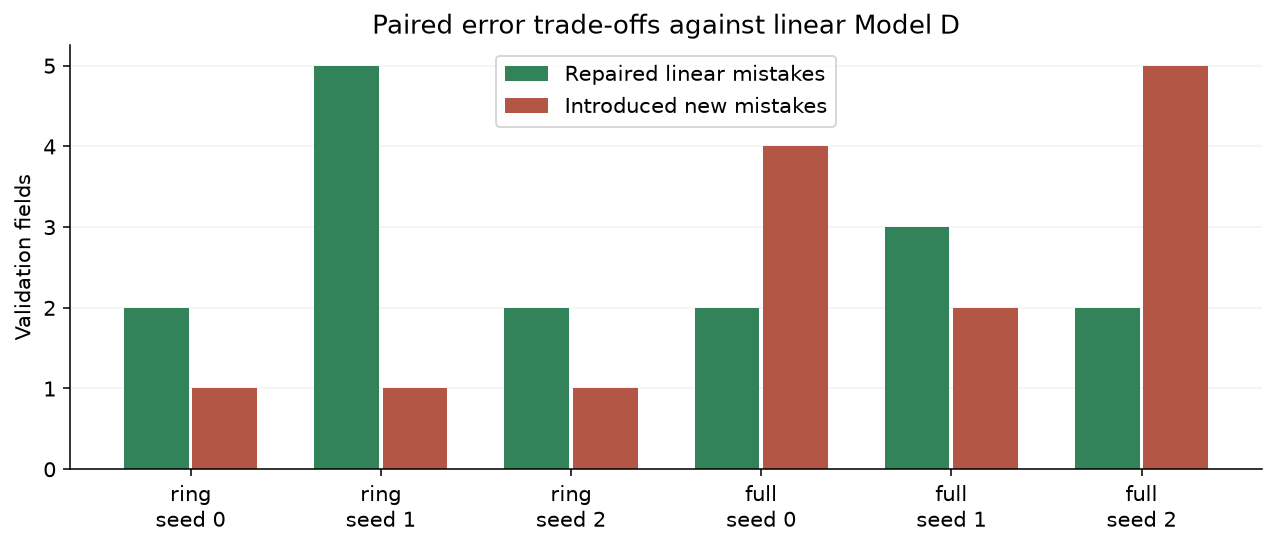 Paired error trade-offs against linear Model D
Repaired linear mistakes
Introduced new mistakes
Validation fields
5
4
3
2
1
0
ring
seed 0
ring
seed 1
ring
seed 2
full
seed 0
full
seed 1
full
seed 2